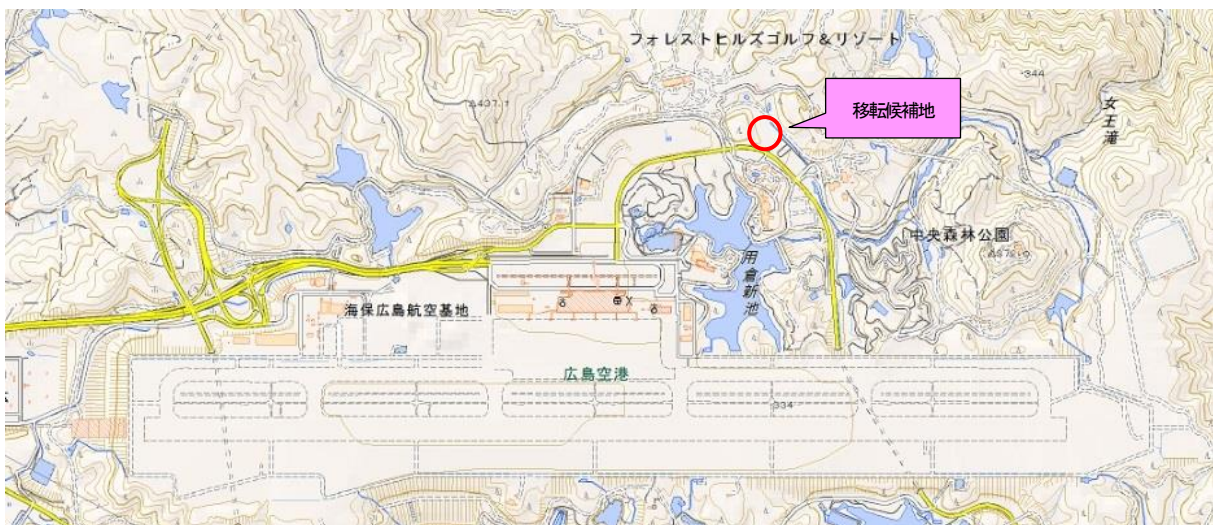 フォレストヒルズゴルフ&リゾート
・344
移転候補地
女王滝
△437.7
中央森林公園
用倉新池
海保広島航空基地
広島空港
・334